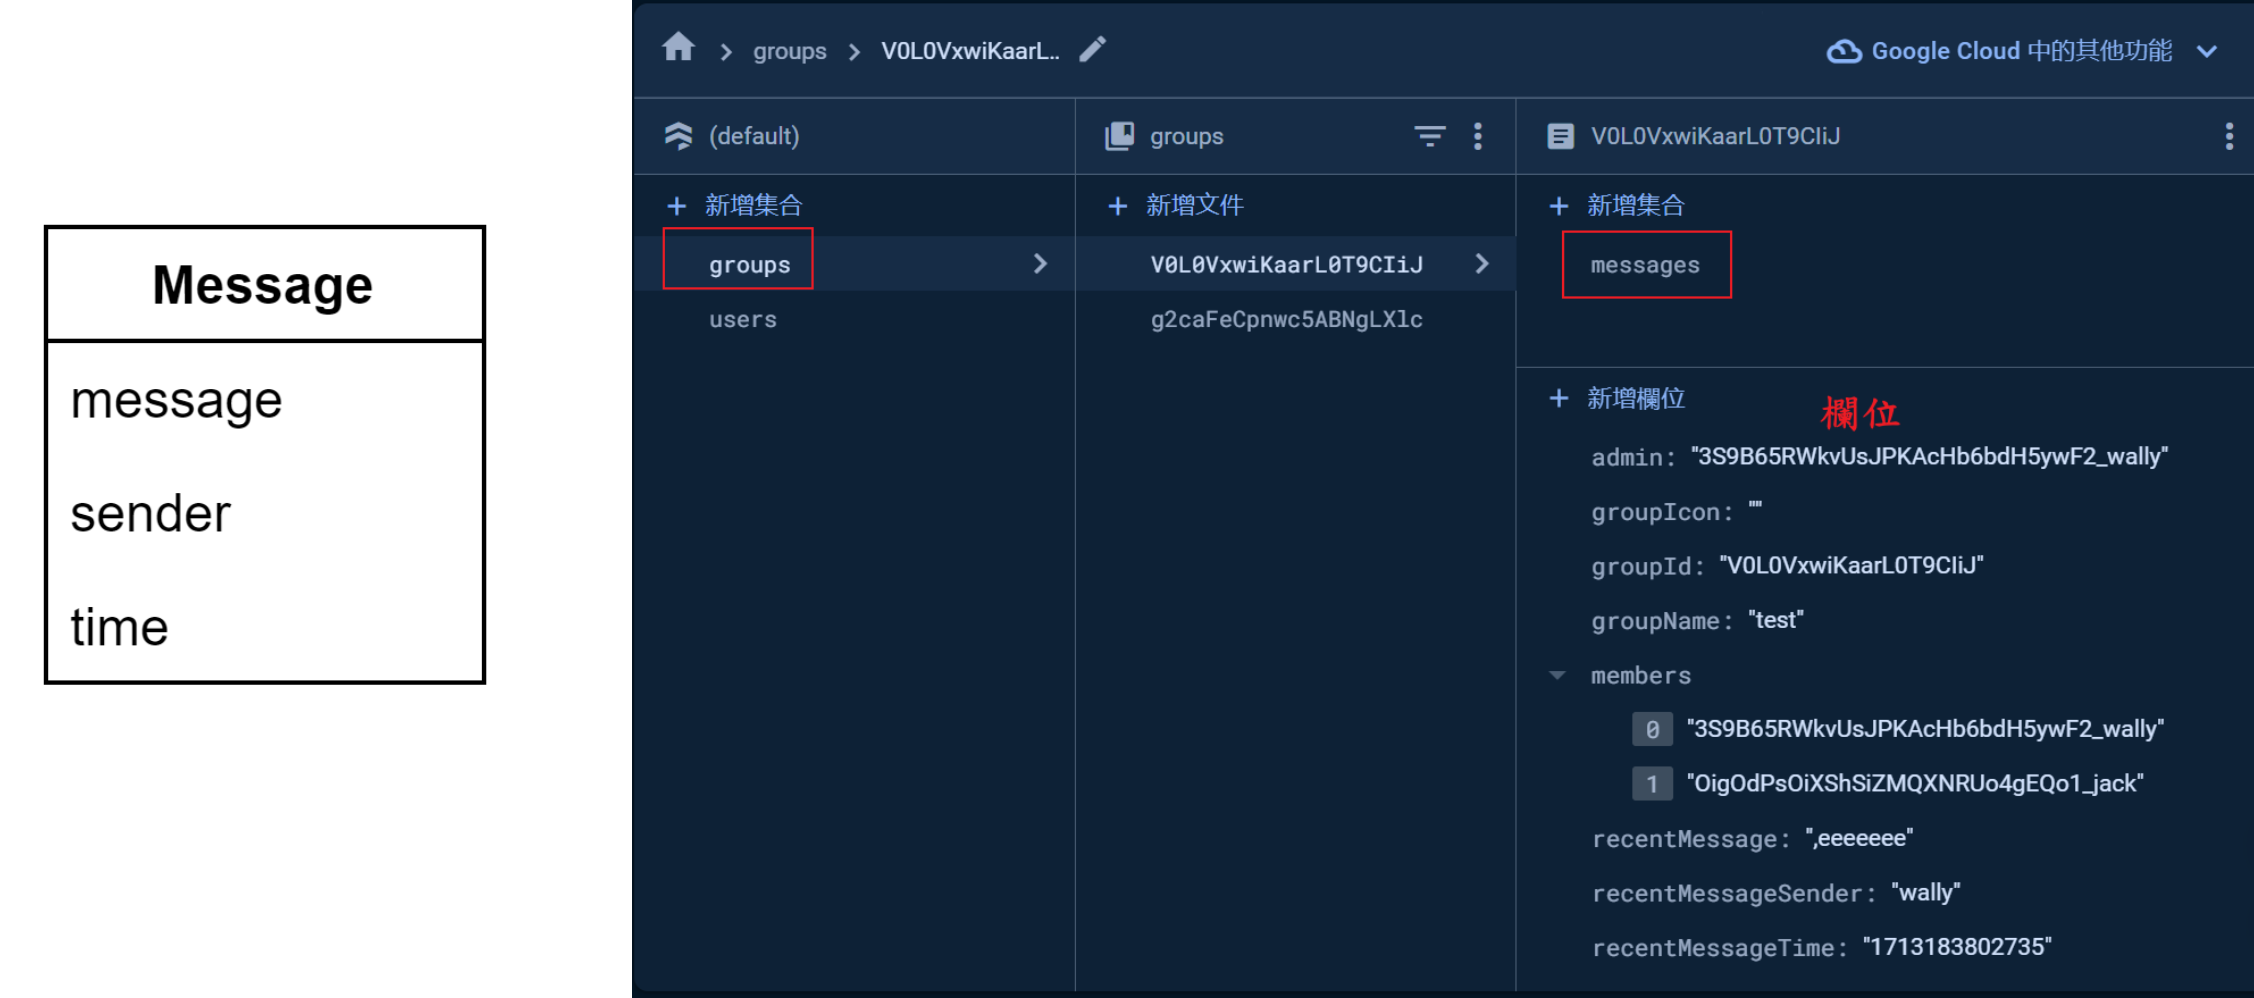 Message
message
sender
time
groups
V0L0VxwiKaarL…
Google Cloud 中的其他功能
(default)
groups
V0L0VxwiKaarL0T9CIiJ
新增集合
新增文件
新增集合
groups
V0L0VxwiKaarL0T9CIiJ
messages
users
g2caFeCpnwc5ABNgLXlc
新增欄位
欄位
admin: "3S9B65RWkvUsJPKAcHb6bdH5ywF2_wally"
groupIcon: ""
groupId: "V0L0VxwiKaarL0T9CIiJ"
groupName: "test"
members
0 "3S9B65RWkvUsJPKAcHb6bdH5ywF2_wally"
1 "OigOdPsOiXShSiZMQXNRUo4gEQo1_jack"
recentMessage: ",eeeeeee"
recentMessageSender: "wally"
recentMessageTime: "1713183802735"